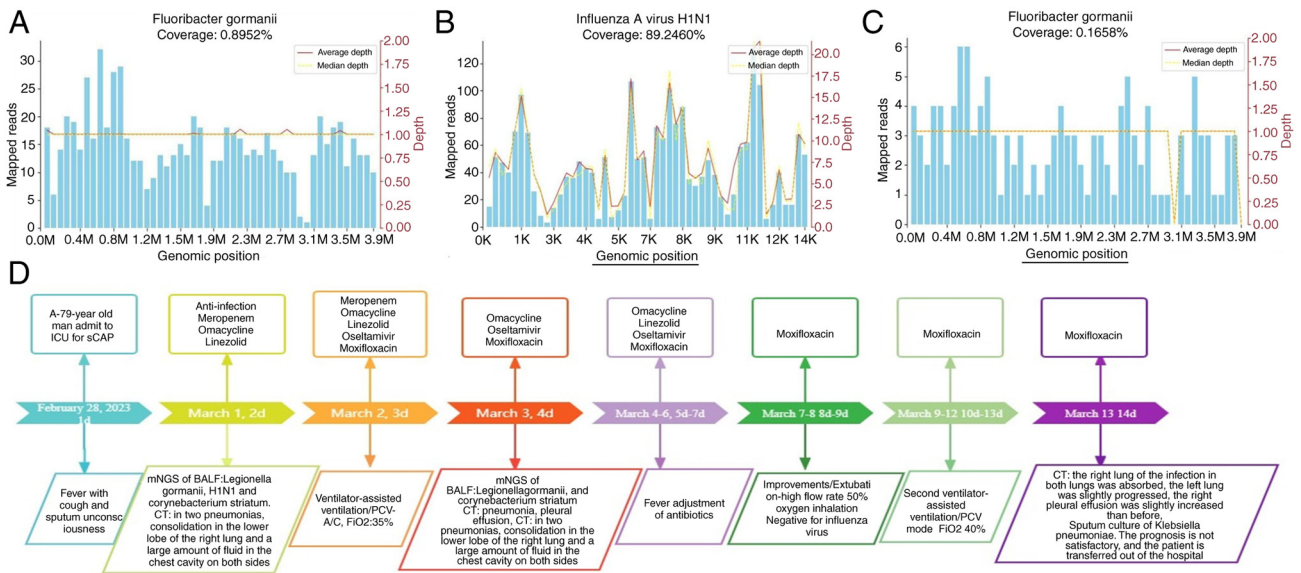 A
Fluoribacter gormanii
Coverage: 0.8952%
Average depth
Median depth
Mapped reads
30
25
20
15
10
5
0
2.00
1.75
1.50
1.25
1.00
0.75
0.50
0.25
0.00
Depth
0.0M 0.4M 0.8M 1.2M 1.5M 1.9M 2.3M 2.7M 3.1M 3.5M 3.9M
Genomic position
B
Influenza A virus H1N1
Coverage: 89.2460%
Average depth
Median depth
Mapped reads
120
100
80
60
40
20
0
20.0
17.5
15.0
12.5
10.0
7.5
5.0
2.5
0.0
Depth
0K 1K 3K 4K 5K 7K 8K 9K 11K 12K 14K
Genomic position
C
Fluoribacter gormanii
Coverage: 0.1658%
Average depth
Median depth
Mapped reads
6
5
4
3
2
1
0
2.00
1.75
1.50
1.25
1.00
0.75
0.50
0.25
0.00
Depth
0.0M 0.4M 0.8M 1.2M 1.5M 1.9M 2.3M 2.7M 3.1M 3.5M 3.9M
Genomic position
D
A-79-year old
man admit to
ICU for sCAP
February 28, 2023
1d
Fever with
cough and
sputum unconsc
iousness
Anti-infection
Meropenem
Omacycline
Linezolid
March 1, 2d
mNGS of BALF:Legionella
gormanii, H1N1 and
corynebacterium striatum.
CT: in two pneumonias,
consolidation in the lower
lobe of the right lung and a
large amount of fluid in the
chest cavity on both sides
Meropenem
Omacycline
Linezolid
Oseltamivir
Moxifloxacin
March 2, 3d
Ventilator-assisted
ventilation/PCV-
A/C, FiO2:35%
Omacycline
Oseltamivir
Moxifloxacin
March 3, 4d
mNGS of
BALF:Legionellagormanii, and
corynebacterium striatum
CT: pneumonia, pleural
effusion, CT: in two
pneumonias, consolidation in the
lower lobe of the right lung and a
large amount of fluid in the
chest cavity on both sides
Omacycline
Linezolid
Oseltamivir
Moxifloxacin
March 4-6, 5d-7d
Fever adjustment
of antibiotics
Moxifloxacin
March 7-8 8d-9d
Improvements/Extubati
on-high flow rate 50%
oxygen inhalation
Negative for influenza
virus
Moxifloxacin
March 9-12 10d-13d
Second ventilator-
assisted
ventilation/PCV
mode FiO2 40%
Moxifloxacin
March 13 14d
CT: the right lung of the infection in
both lungs was absorbed, the left lung
was slightly progressed, the right
pleural effusion was slightly increased
than before,
Sputum culture of Klebsiella
pneumoniae. The prognosis is not
satisfactory, and the patient is
transferred out of the hospital